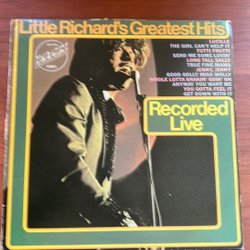 Little Richard's Greatest Hits
LUCILLE
THE GIRL CAN'T HELP IT
TUTTI FRUTTI
SEND ME SOME LOVIN'
LONG TALL SALLY
TRUE FINE MAMA
JENNY, JENNY
GOOD GOLLY MISS MOLLY
WHOLE LOTTA SHAKIN' GOIN' ON
ANYWAY YOU WANT ME
YOU GOTTA FEEL IT
GET DOWN WITH IT
Recorded
Live